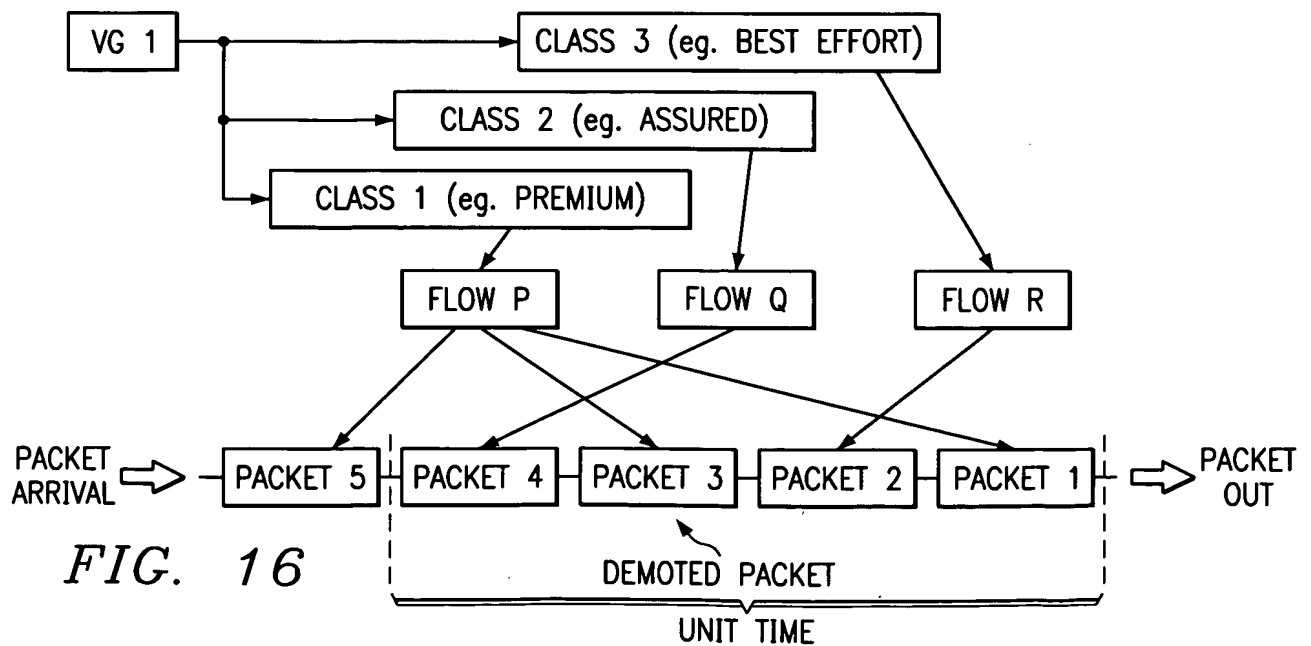 VG 1
CLASS 3 (eg. BEST EFFORT)
CLASS 2 (eg. ASSURED)
CLASS 1 (eg. PREMIUM)
FLOW P
FLOW Q
FLOW R
PACKET
ARRIVAL
PACKET 5
PACKET 4
PACKET 3
PACKET 2
PACKET 1
PACKET
OUT
FIG. 16
DEMOTED PACKET
UNIT TIME